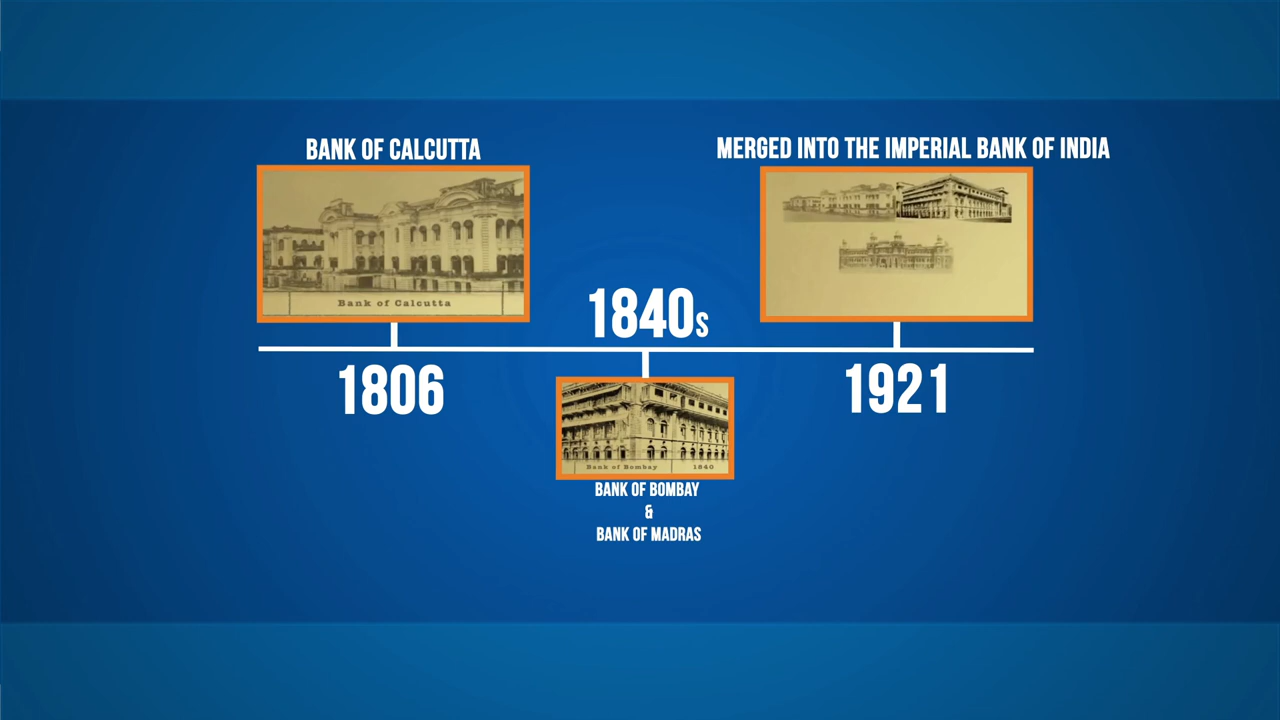 BANK OF CALCUTTA
Bank of Calcutta
1806
1840s
Bank of Bombay 1840
BANK OF BOMBAY
&
BANK OF MADRAS
MERGED INTO THE IMPERIAL BANK OF INDIA
1921